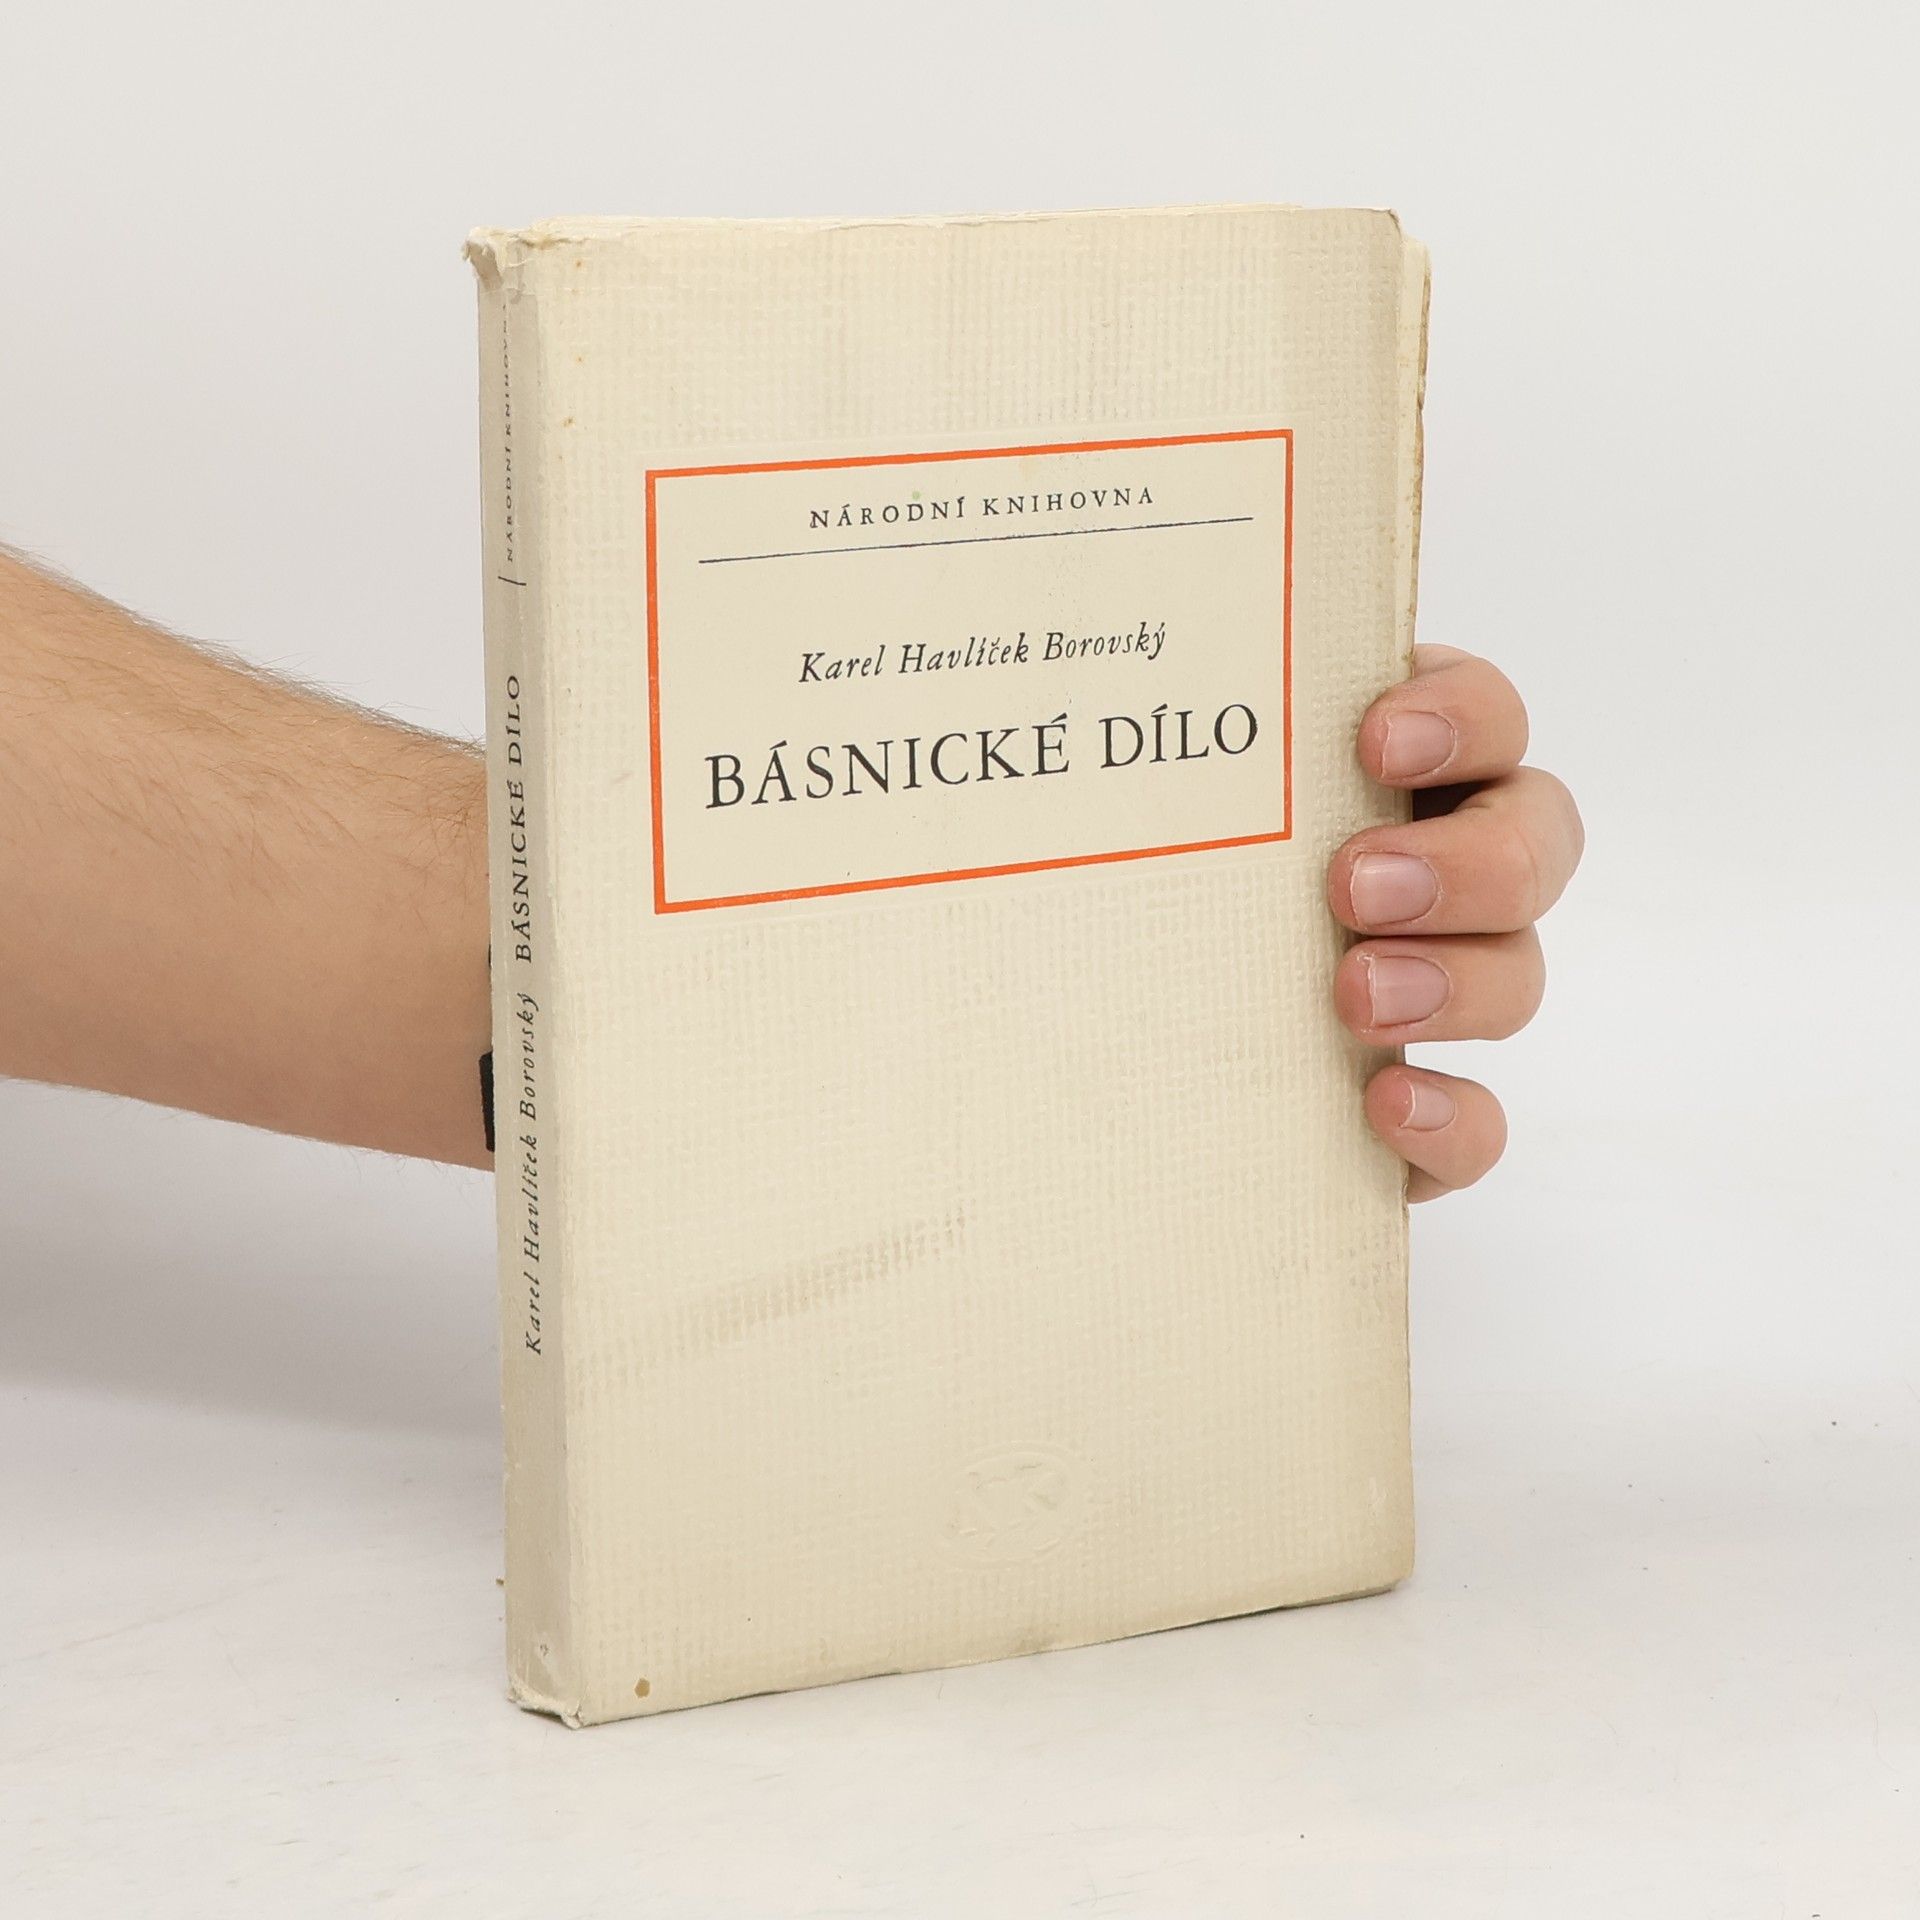 NÁRODNÍ KNIHOVNA
Karel Havlíček Borovský
BÁSNICKÉ DÍLO
Karel Havlíček Borovský BÁSNICKÉ DÍLO / NÁRODNÍ KNIHOVNA